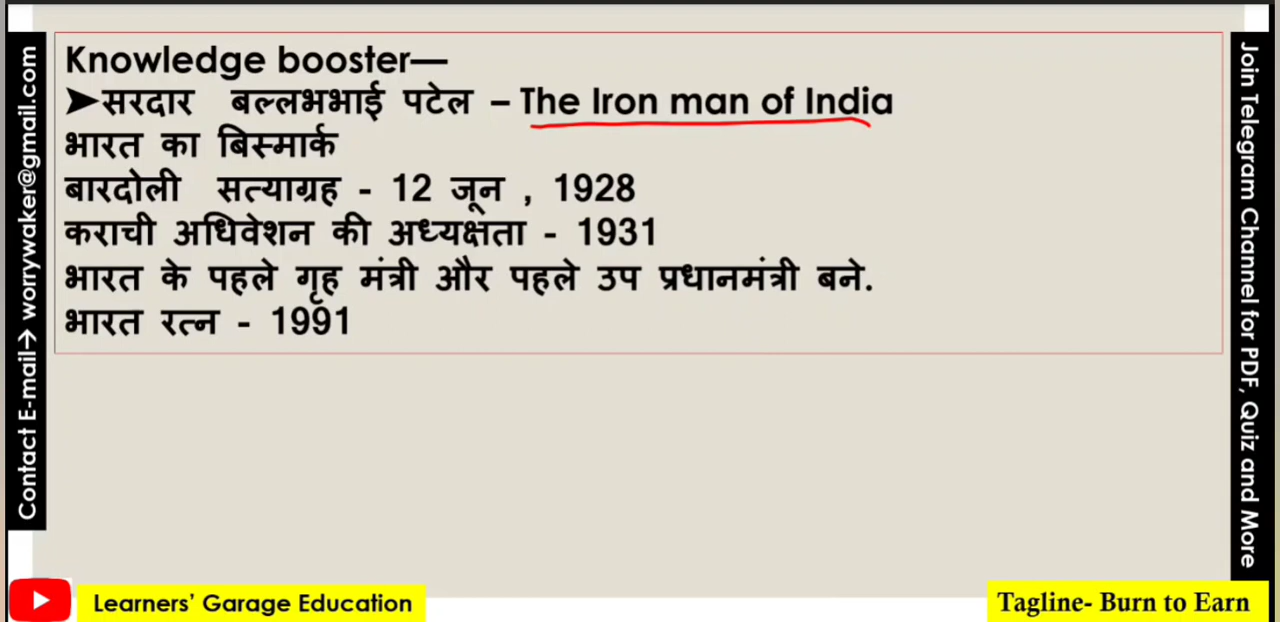 Knowledge booster—
➤सरदार बल्लभभाई पटेल – The Iron man of India
भारत का बिस्मार्क
बारदोली सत्याग्रह - 12 जून , 1928
कराची अधिवेशन की अध्यक्षता - 1931
भारत के पहले गृह मंत्री और पहले उप प्रधानमंत्री बने.
भारत रत्न - 1991
Contact E-mail→ worrywaker@gmail.com
Join Telegram Channel for PDF, Quiz and More
Learners’ Garage Education
Tagline- Burn to Earn